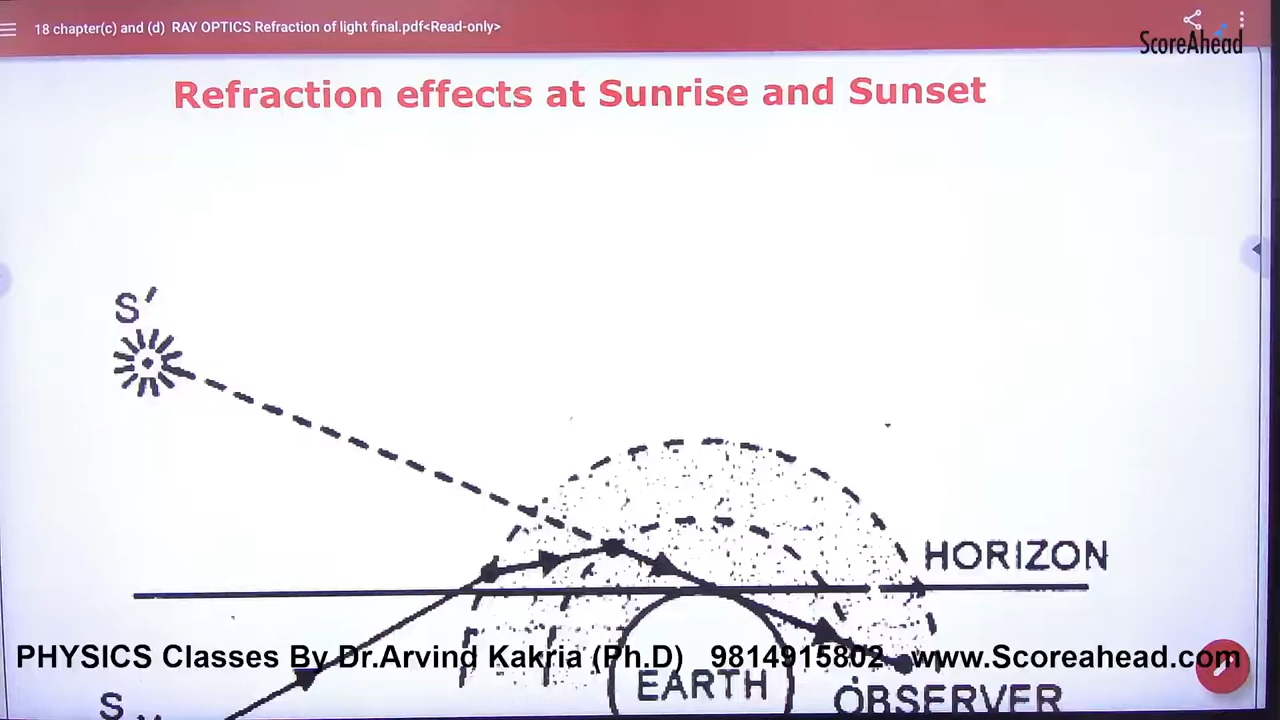 18 chapter(c) and (d) RAY OPTICS Refraction of light final.pdf<Read-only>
ScoreAhead
Refraction effects at Sunrise and Sunset
S′
HORIZON
PHYSICS Classes By Dr.Arvind Kakria (Ph.D) 9814915802 www.Scoreahead.com
EARTH
OBSERVER
S